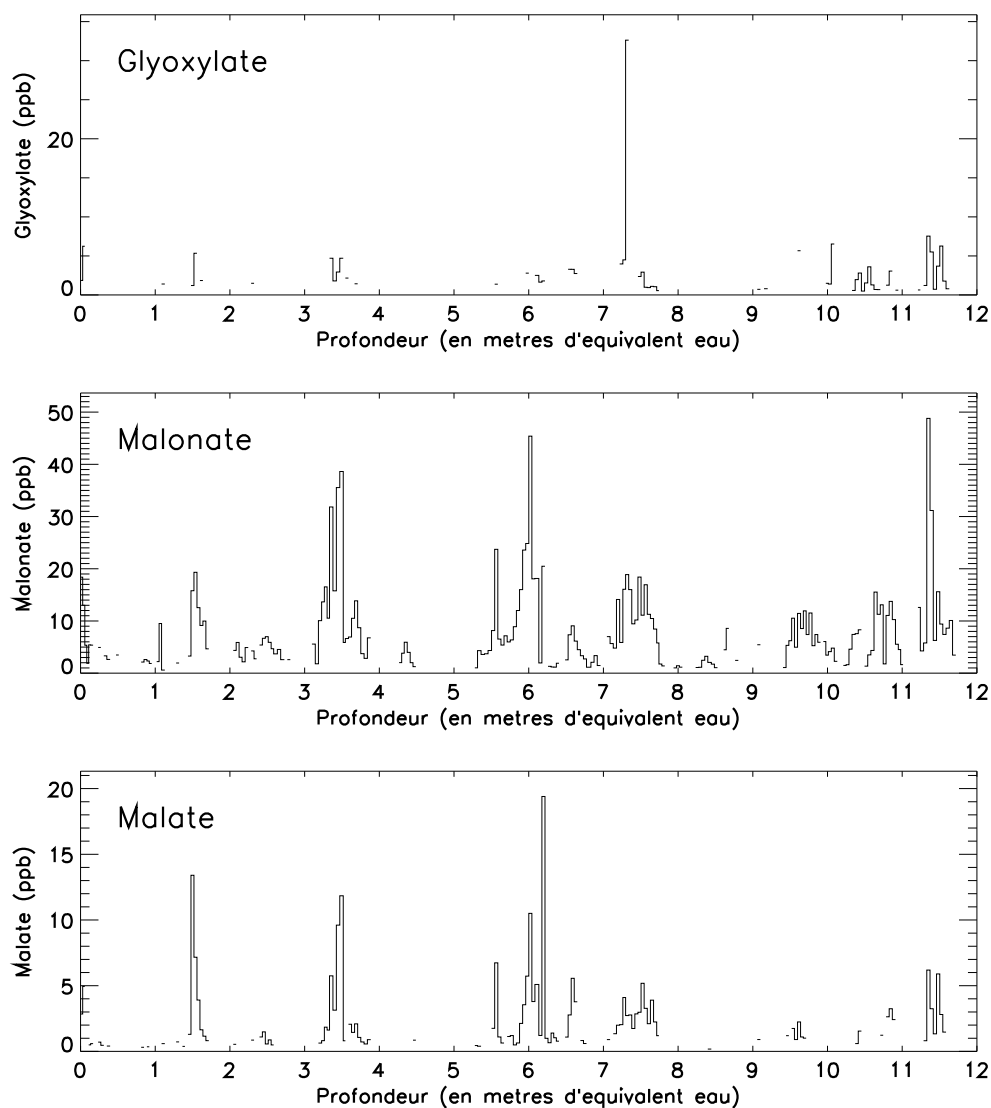 Glyoxylate
Glyoxylate (ppb)
20
0
0 1 2 3 4 5 6 7 8 9 10 11 12
Profondeur (en metres d'equivalent eau)
Malonate
Malonate (ppb)
50
40
30
20
10
0
0 1 2 3 4 5 6 7 8 9 10 11 12
Profondeur (en metres d'equivalent eau)
Malate
Malate (ppb)
20
15
10
5
0
0 1 2 3 4 5 6 7 8 9 10 11 12
Profondeur (en metres d'equivalent eau)